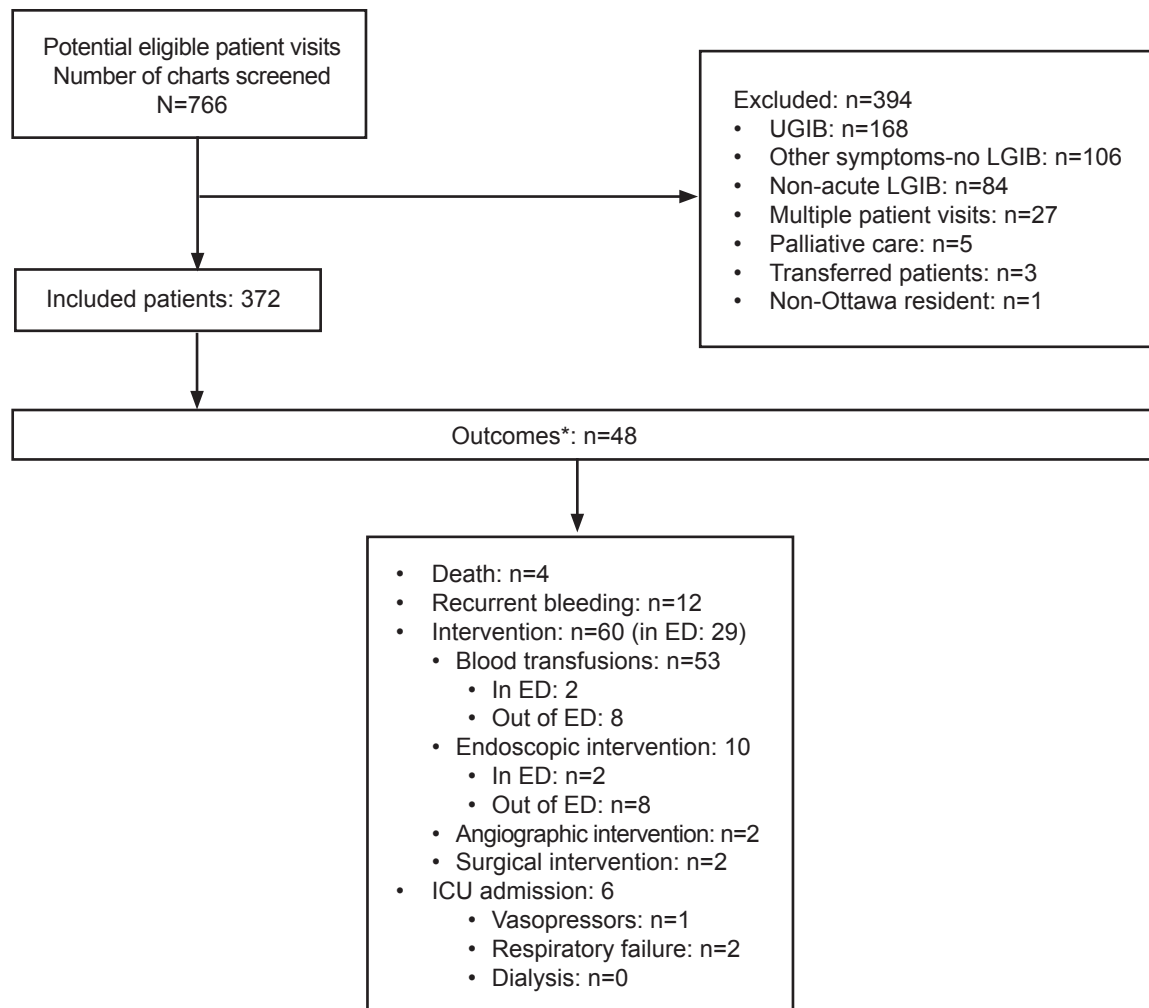 Potential eligible patient visits
Number of charts screened
N=766
Excluded: n=394
• UGIB: n=168
• Other symptoms-no LGIB: n=106
• Non-acute LGIB: n=84
• Multiple patient visits: n=27
• Palliative care: n=5
• Transferred patients: n=3
• Non-Ottawa resident: n=1
Included patients: 372
Outcomes*: n=48
• Death: n=4
• Recurrent bleeding: n=12
• Intervention: n=60 (in ED: 29)
• Blood transfusions: n=53
• In ED: 2
• Out of ED: 8
• Endoscopic intervention: 10
• In ED: n=2
• Out of ED: n=8
• Angiographic intervention: n=2
• Surgical intervention: n=2
• ICU admission: 6
• Vasopressors: n=1
• Respiratory failure: n=2
• Dialysis: n=0